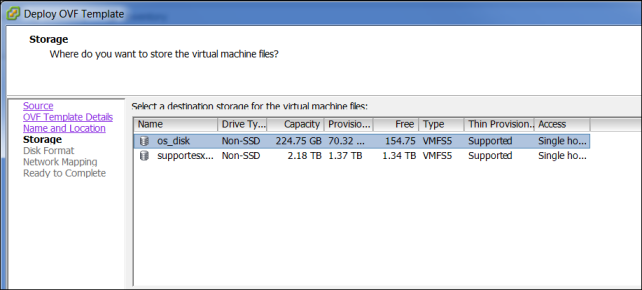 Deploy OVF Template
Storage
Where do you want to store the virtual machine files?
Source
OVF Template Details
Name and Location
Storage
Disk Format
Network Mapping
Ready to Complete
Select a destination storage for the virtual machine files:
Name Drive Ty... Capacity Provisio... Free Type Thin Provision... Access
os_disk Non-SSD 224.75 GB 70.32 ... 154.75 VMFS5 Supported Single ho...
supportesx... Non-SSD 2.18 TB 1.37 TB 1.34 TB VMFS5 Supported Single ho...